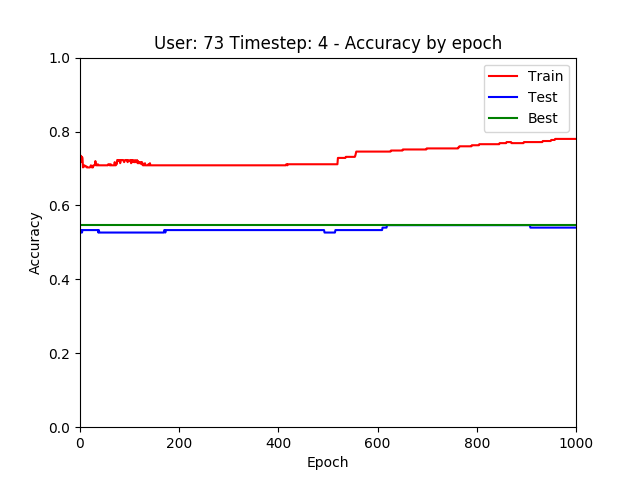 User: 73 Timestep: 4 - Accuracy by epoch
1.0
0.8
0.6
0.4
0.2
0.0
Accuracy
Train
Test
Best
0 200 400 600 800 1000
Epoch